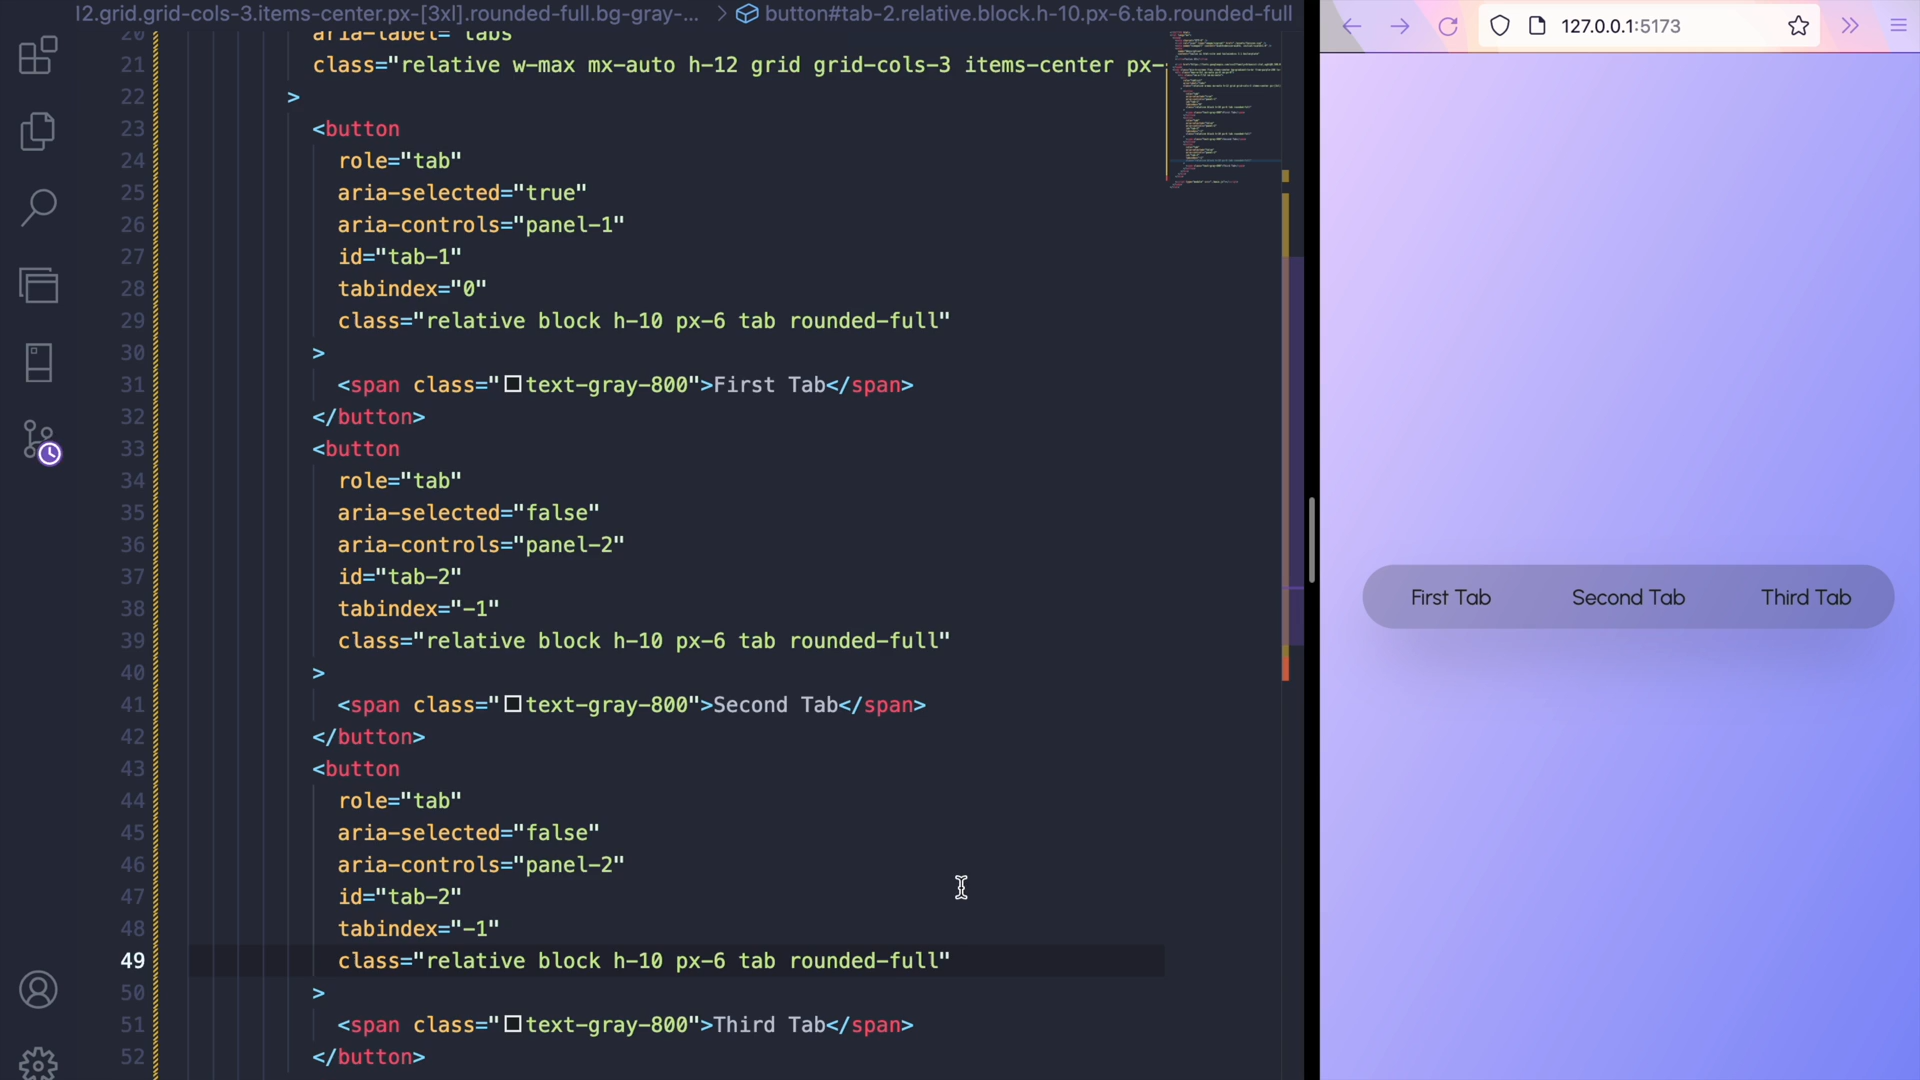 l2.grid.grid-cols-3.items-center.px-[3xl].rounded-full.bg-gray-... > button#tab-2.relative.block.h-10.px-6.tab.rounded-full
127.0.0.1:5173
20 aria-label="tabs
21 class="relative w-max mx-auto h-12 grid grid-cols-3 items-center px-
22 >
23 <button
24 role="tab"
25 aria-selected="true"
26 aria-controls="panel-1"
27 id="tab-1"
28 tabindex="0"
29 class="relative block h-10 px-6 tab rounded-full"
30 >
31 <span class="text-gray-800">First Tab</span>
32 </button>
33 <button
34 role="tab"
35 aria-selected="false"
36 aria-controls="panel-2"
37 id="tab-2"
38 tabindex="-1"
39 class="relative block h-10 px-6 tab rounded-full"
40 >
41 <span class="text-gray-800">Second Tab</span>
42 </button>
43 <button
44 role="tab"
45 aria-selected="false"
46 aria-controls="panel-2"
47 id="tab-2"
48 tabindex="-1"
49 class="relative block h-10 px-6 tab rounded-full"
50 >
51 <span class="text-gray-800">Third Tab</span>
52 </button>
First Tab Second Tab Third Tab